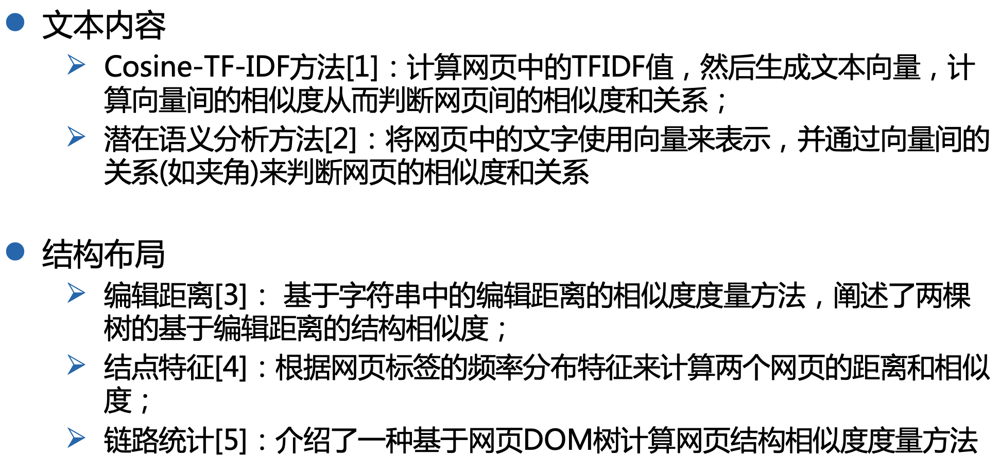 文本内容
Cosine-TF-IDF方法[1]：计算网页中的TFIDF值，然后生成文本向量，计
算向量间的相似度从而判断网页间的相似度和关系；
潜在语义分析方法[2]：将网页中的文字使用向量来表示，并通过向量间的
关系(如夹角)来判断网页的相似度和关系
结构布局
编辑距离[3]： 基于字符串中的编辑距离的相似度度量方法，阐述了两棵
树的基于编辑距离的结构相似度；
结点特征[4]：根据网页标签的频率分布特征来计算两个网页的距离和相似
度；
链路统计[5]：介绍了一种基于网页DOM树计算网页结构相似度度量方法